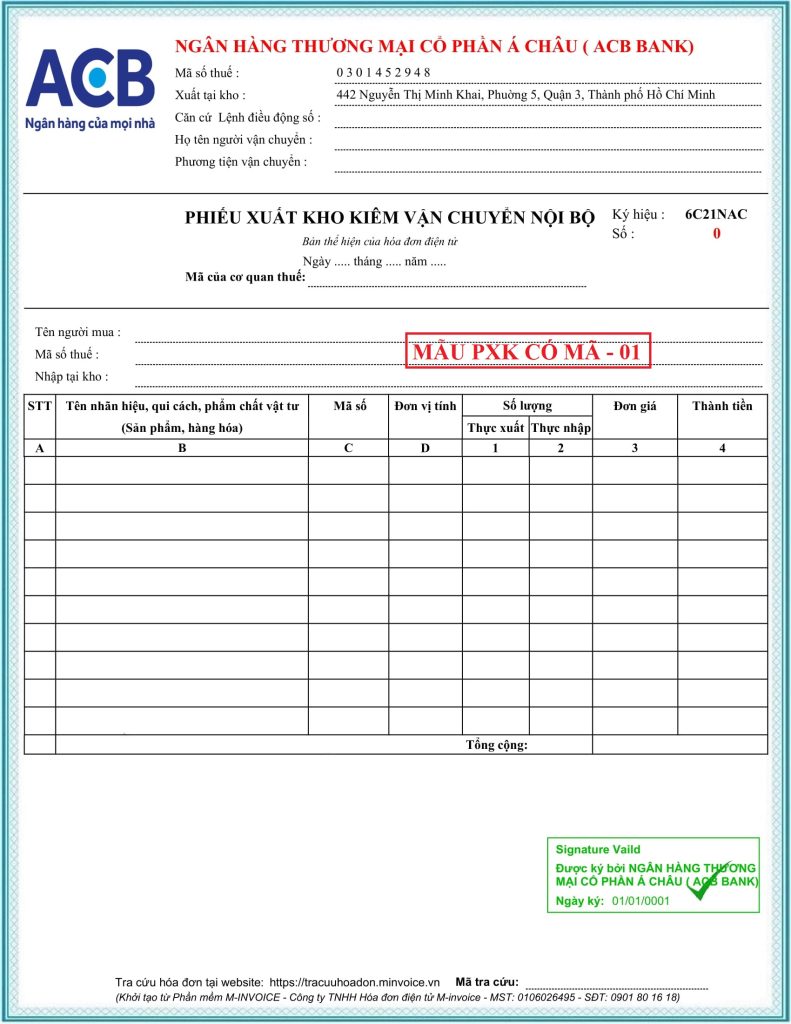 ACB
Ngân hàng của mọi nhà
NGÂN HÀNG THƯƠNG MẠI CỔ PHẦN Á CHÂU ( ACB BANK)
Mã số thuế : 0 3 0 1 4 5 2 9 4 8
Xuất tại kho : 442 Nguyễn Thị Minh Khai, Phuờng 5, Quận 3, Thành phố Hồ Chí Minh
Căn cứ Lệnh điều động số :
Họ tên người vận chuyển :
Phương tiện vận chuyển :
PHIẾU XUẤT KHO KIÊM VẬN CHUYỂN NỘI BỘ
Ký hiệu : 6C21NAC
Số : 0
Bản thể hiện của hóa đơn điện tử
Ngày ..... tháng ..... năm .....
Mã của cơ quan thuế:
Tên người mua :
Mã số thuế :
Nhập tại kho :
MẪU PXK CÓ MÃ - 01
STT Tên nhãn hiệu, qui cách, phẩm chất vật tư Mã số Đơn vị tính Số lượng Đơn giá Thành tiền
(Sản phẩm, hàng hóa) Thực xuất Thực nhập
A B C D 1 2 3 4
Tổng cộng:
Signature Vaild
Được ký bởi NGÂN HÀNG THƯƠNG
MẠI CỔ PHẦN Á CHÂU ( ACB BANK)
Ngày ký: 01/01/0001
Tra cứu hóa đơn tại website: https://tracuuhoadon.minvoice.vn Mã tra cứu:
(Khởi tạo từ Phần mềm M-INVOICE - Công ty TNHH Hóa đơn điện tử M-invoice - MST: 0106026495 - SĐT: 0901 80 16 18)